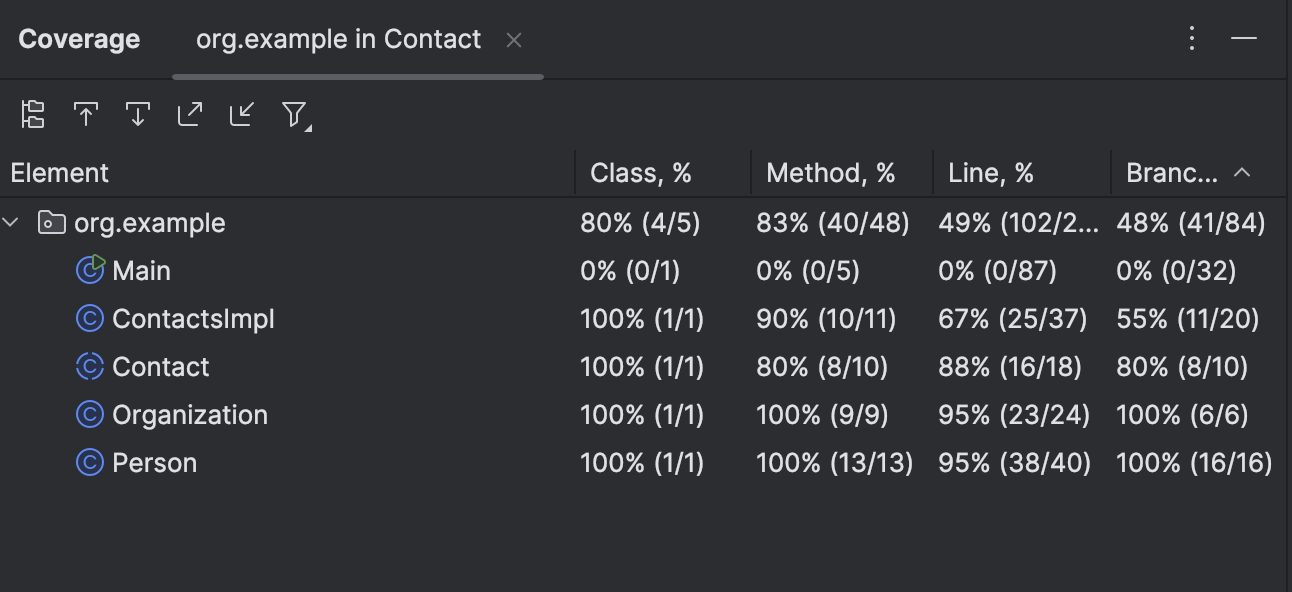 Coverage org.example in Contact
Element Class, % Method, % Line, % Branc...
org.example 80% (4/5) 83% (40/48) 49% (102/2... 48% (41/84)
Main 0% (0/1) 0% (0/5) 0% (0/87) 0% (0/32)
ContactsImpl 100% (1/1) 90% (10/11) 67% (25/37) 55% (11/20)
Contact 100% (1/1) 80% (8/10) 88% (16/18) 80% (8/10)
Organization 100% (1/1) 100% (9/9) 95% (23/24) 100% (6/6)
Person 100% (1/1) 100% (13/13) 95% (38/40) 100% (16/16)